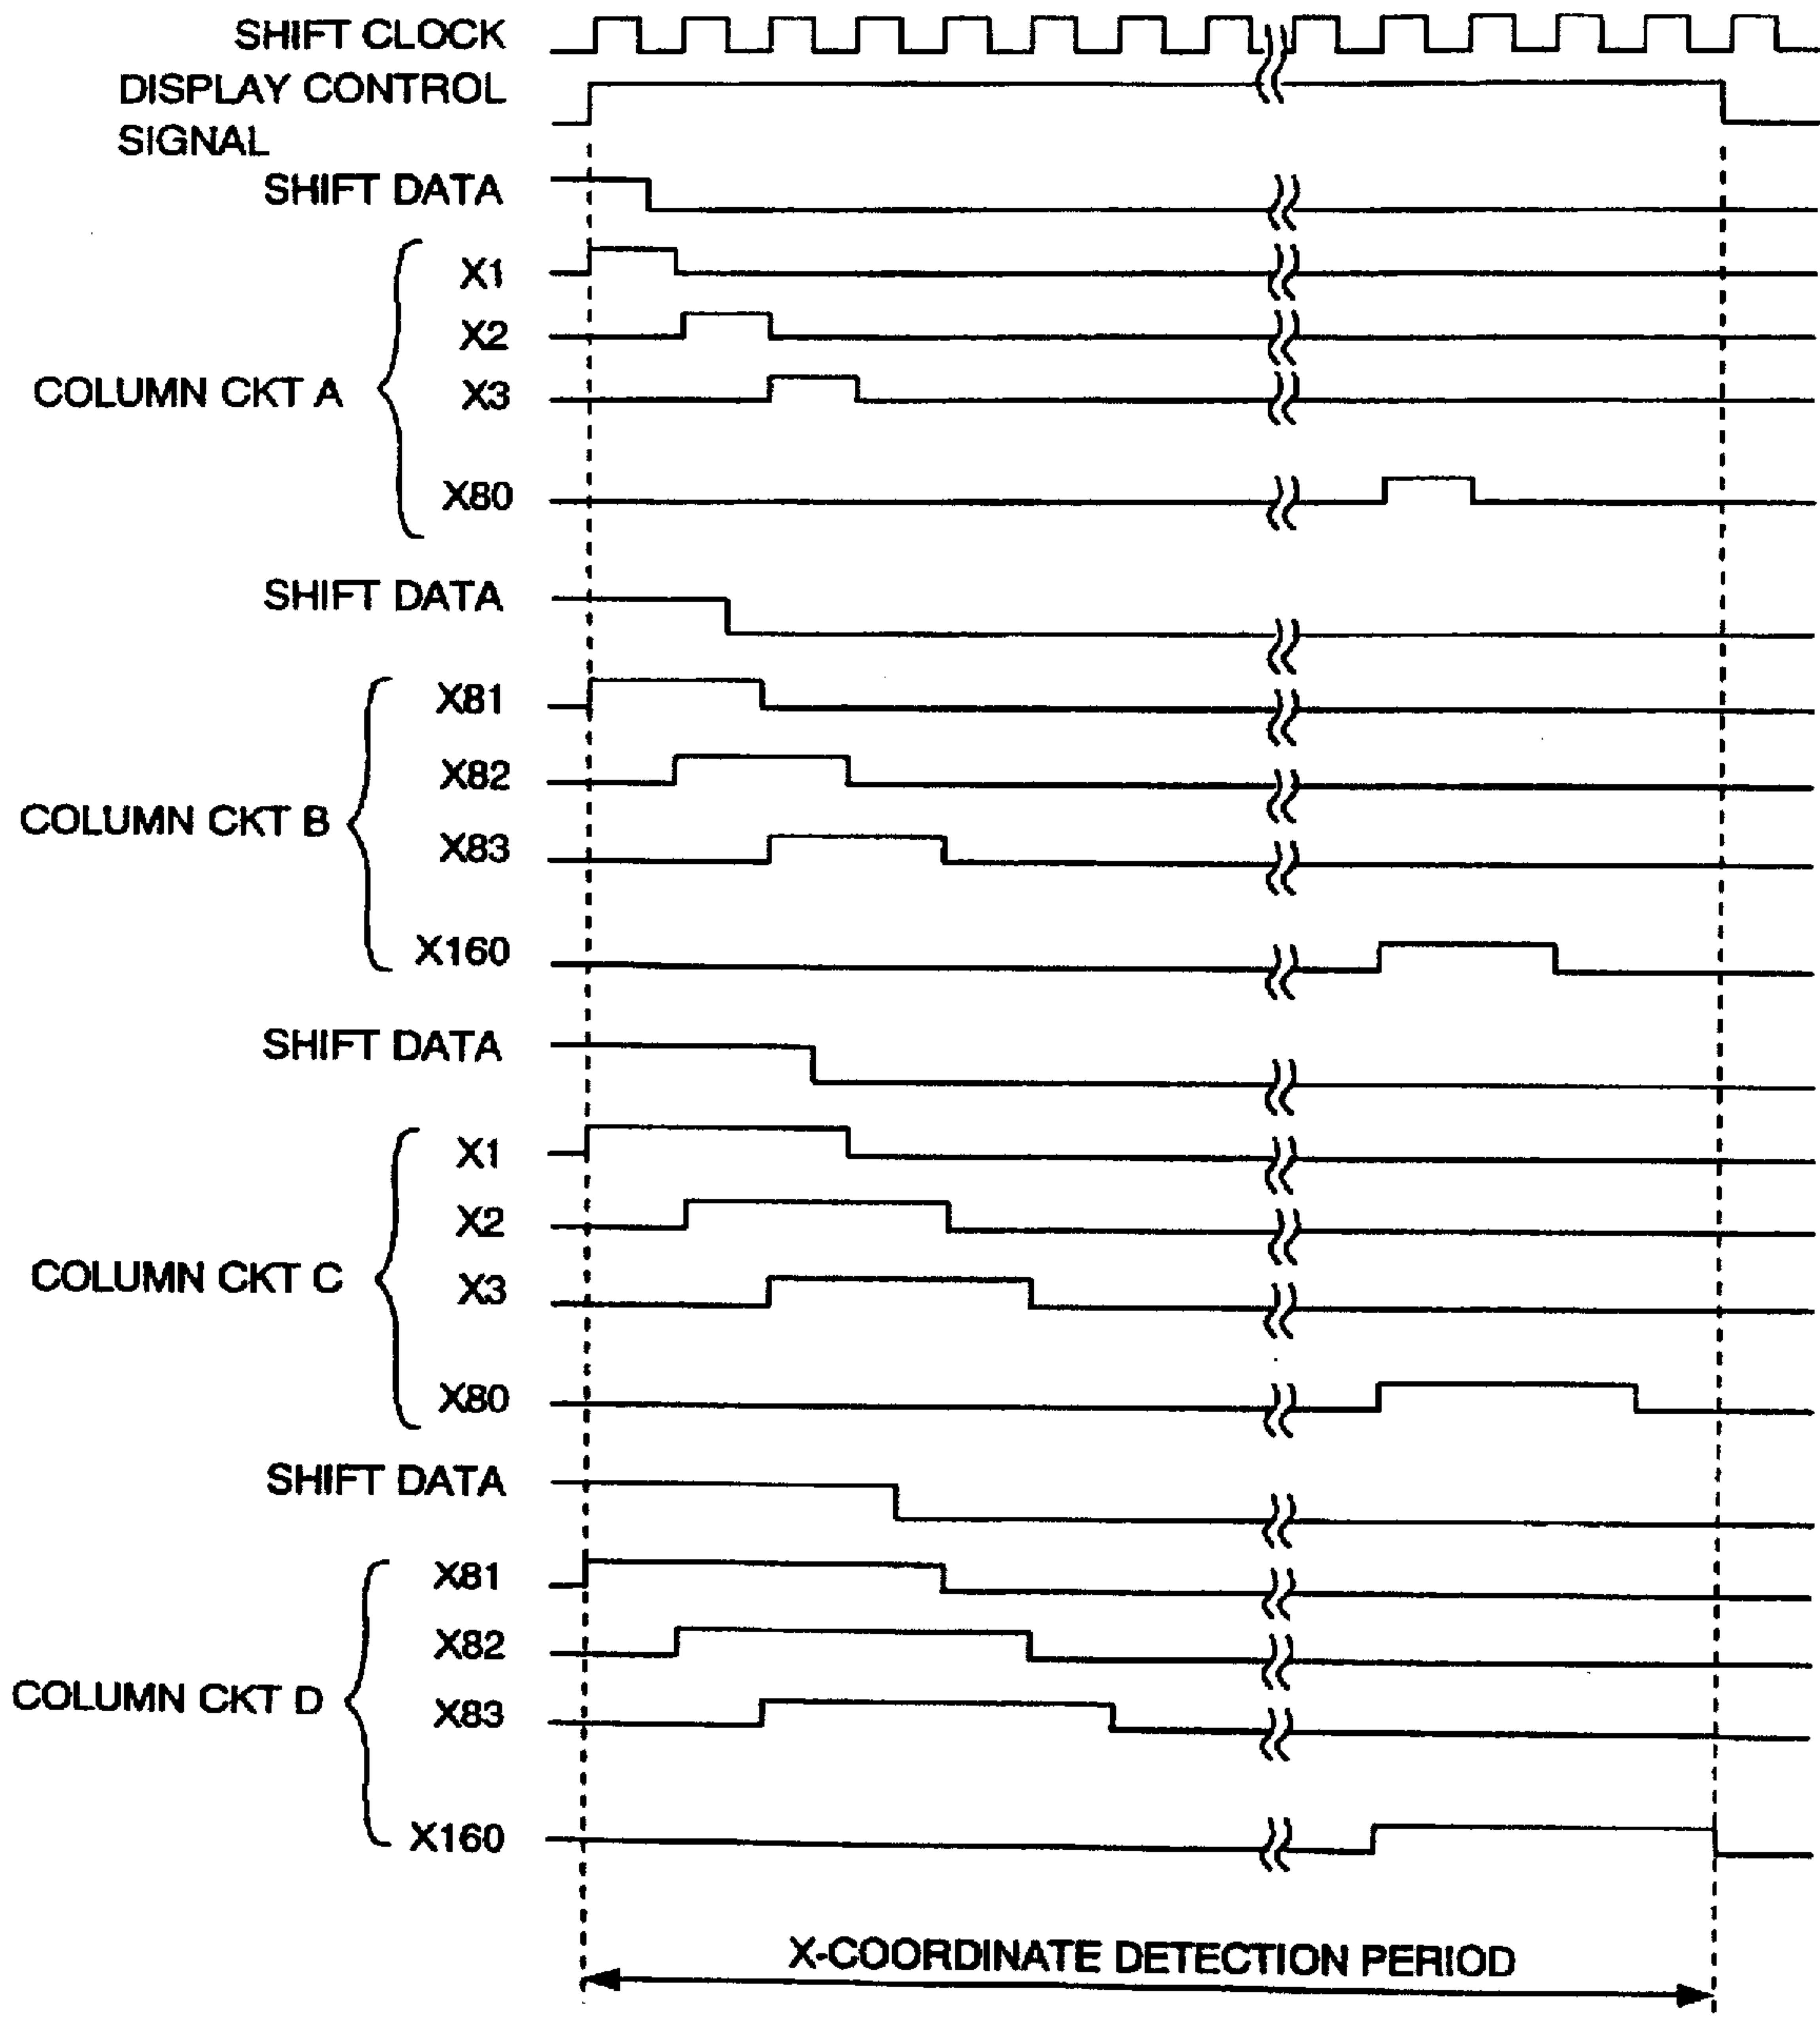 SHIFT CLOCK
DISPLAY CONTROL
SIGNAL
SHIFT DATA
X1
X2
COLUMN CKT A
X3
X80
SHIFT DATA
X81
X82
COLUMN CKT B
X83
X160
SHIFT DATA
X1
X2
COLUMN CKT C
X3
X80
SHIFT DATA
X81
X82
COLUMN CKT D
X83
X160
X-COORDINATE DETECTION PERIOD